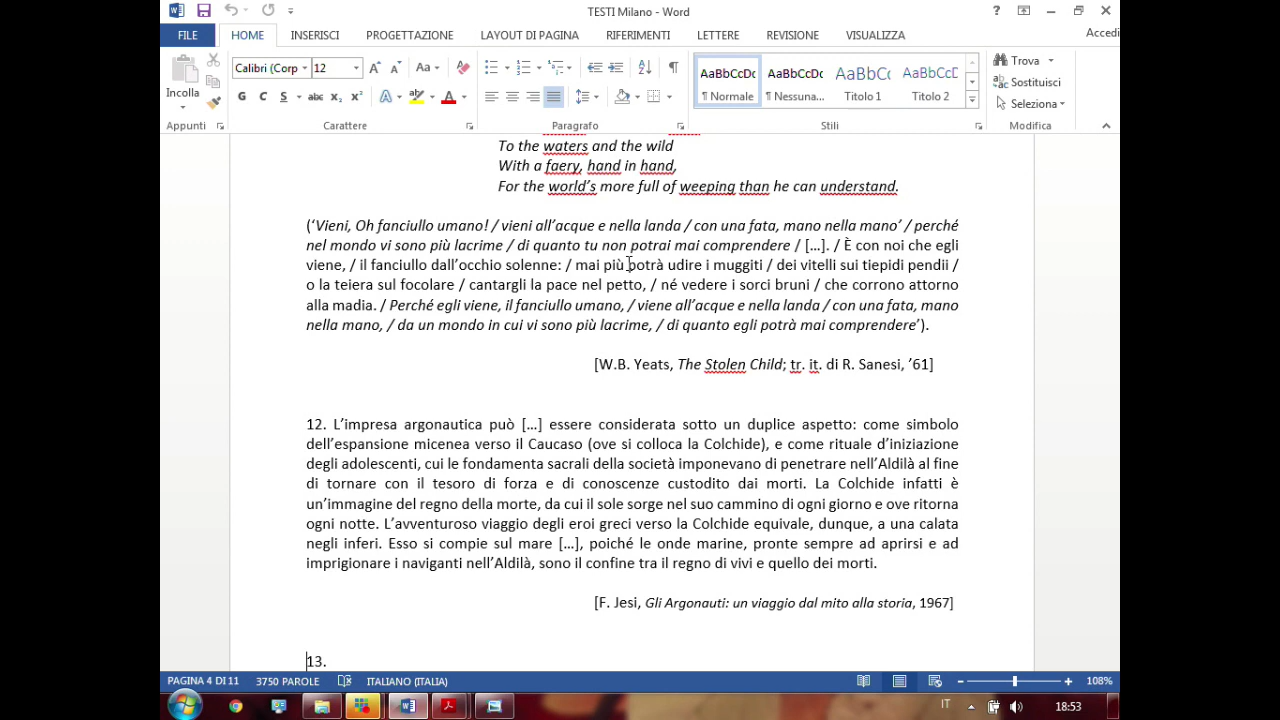 TESTI Milano - Word
FILE HOME INSERISCI PROGETTAZIONE LAYOUT DI PAGINA RIFERIMENTI LETTERE REVISIONE VISUALIZZA Accedi
Calibri (Corp 12 Aa
AaBbCcDc AaBbCcDc AaBbCc AaBbCcD
Trova
Sostituisci
Seleziona
Incolla
G C S abc x₂ x² A A
¶ Normale ¶ Nessuna... Titolo 1 Titolo 2
Appunti Carattere Paragrafo Stili Modifica
To the waters and the wild
With a faery, hand in hand,
For the world's more full of weeping than he can understand.
(‘Vieni, Oh fanciullo umano! / vieni all’acque e nella landa / con una fata, mano nella mano’ / perché
nel mondo vi sono più lacrime / di quanto tu non potrai mai comprendere / […]. / È con noi che egli
viene, / il fanciullo dall’occhio solenne: / mai più potrà udire i muggiti / dei vitelli sui tiepidi pendii /
o la teiera sul focolare / cantargli la pace nel petto, / né vedere i sorci bruni / che corrono attorno
alla madia. / Perché egli viene, il fanciullo umano, / viene all’acque e nella landa / con una fata, mano
nella mano, / da un mondo in cui vi sono più lacrime, / di quanto egli potrà mai comprendere’).
[W.B. Yeats, The Stolen Child; tr. it. di R. Sanesi, ’61]
12. L’impresa argonautica può […] essere considerata sotto un duplice aspetto: come simbolo
dell’espansione micenea verso il Caucaso (ove si colloca la Colchide), e come rituale d’iniziazione
degli adolescenti, cui le fondamenta sacrali della società imponevano di penetrare nell’Aldilà al fine
di tornare con il tesoro di forza e di conoscenze custodito dai morti. La Colchide infatti è
un’immagine del regno della morte, da cui il sole sorge nel suo cammino di ogni giorno e ove ritorna
ogni notte. L’avventuroso viaggio degli eroi greci verso la Colchide equivale, dunque, a una calata
negli inferi. Esso si compie sul mare […], poiché le onde marine, pronte sempre ad aprirsi e ad
imprigionare i naviganti nell’Aldilà, sono il confine tra il regno di vivi e quello dei morti.
[F. Jesi, Gli Argonauti: un viaggio dal mito alla storia, 1967]
13.
PAGINA 4 DI 11 3750 PAROLE ITALIANO (ITALIA) 108%
IT 18:53